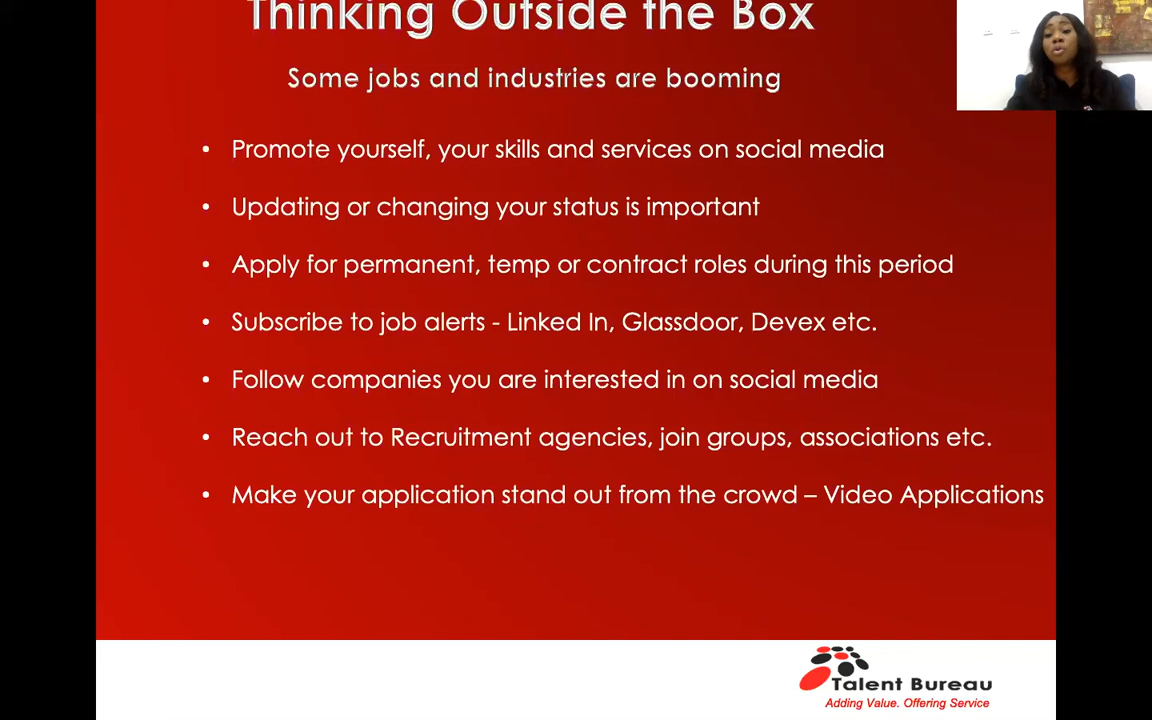 Thinking Outside the Box
Some jobs and industries are booming
• Promote yourself, your skills and services on social media
• Updating or changing your status is important
• Apply for permanent, temp or contract roles during this period
• Subscribe to job alerts - Linked In, Glassdoor, Devex etc.
• Follow companies you are interested in on social media
• Reach out to Recruitment agencies, join groups, associations etc.
• Make your application stand out from the crowd – Video Applications
Talent Bureau
Adding Value. Offering Service